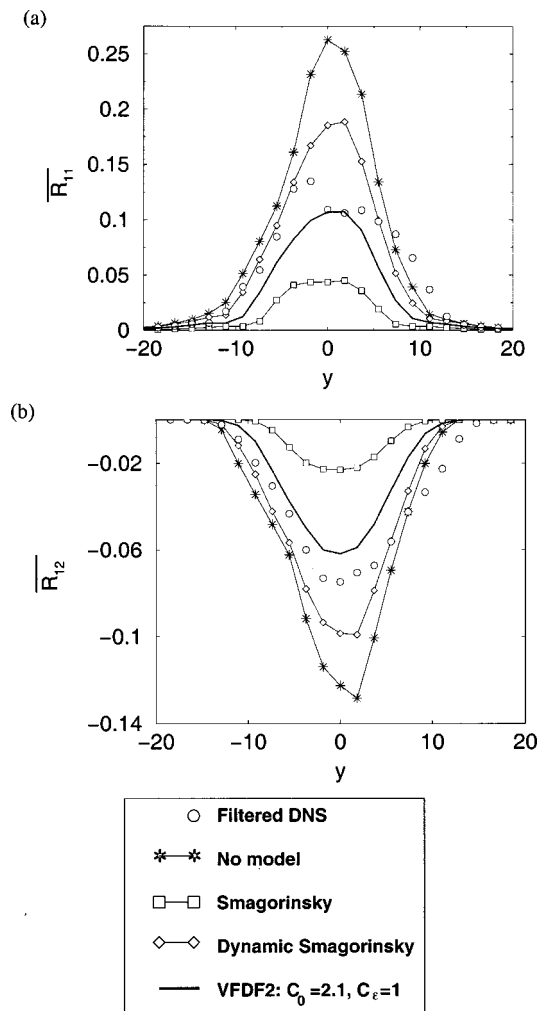 (a)
0.25
0.2
0.15
0.1
0.05
0
R11
−20 −10 0 10 20
y
(b)
−0.02
−0.06
−0.1
−0.14
R12
−20 −10 0 10 20
y
Filtered DNS
No model
Smagorinsky
Dynamic Smagorinsky
VFDF2: C0 =2.1, Cε=1